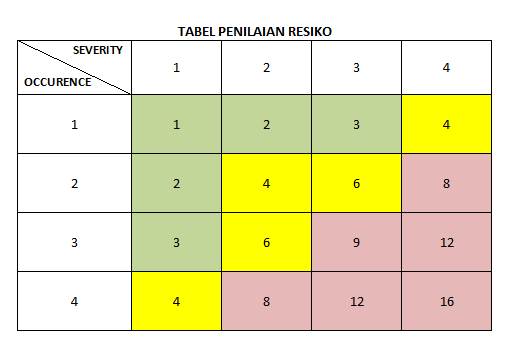 TABEL PENILAIAN RESIKO
SEVERITY
OCCURENCE
1 2 3 4
1 1 2 3 4
2 2 4 6 8
3 3 6 9 12
4 4 8 12 16